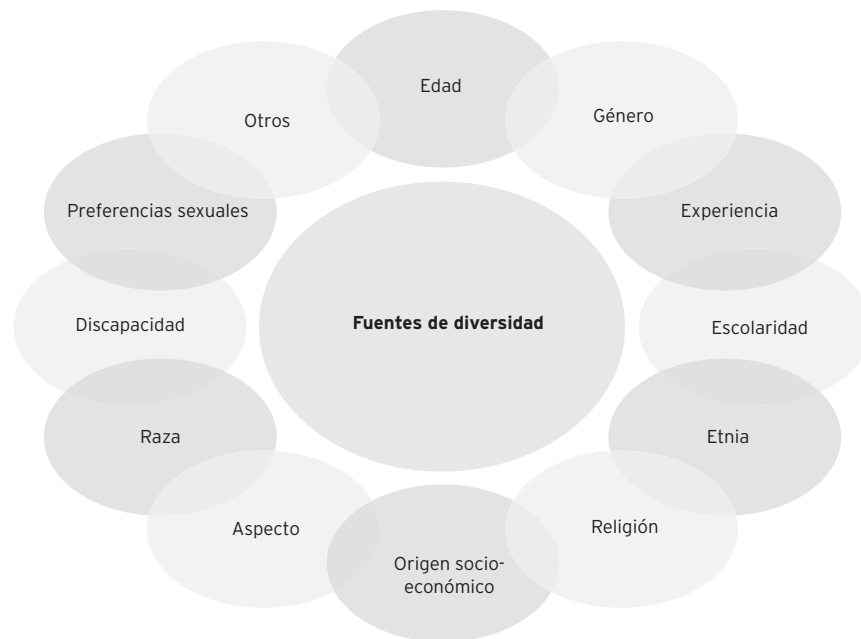 Edad
Otros
Género
Preferencias sexuales
Experiencia
Discapacidad
Fuentes de diversidad
Escolaridad
Raza
Etnia
Aspecto
Religión
Origen socio-
económico